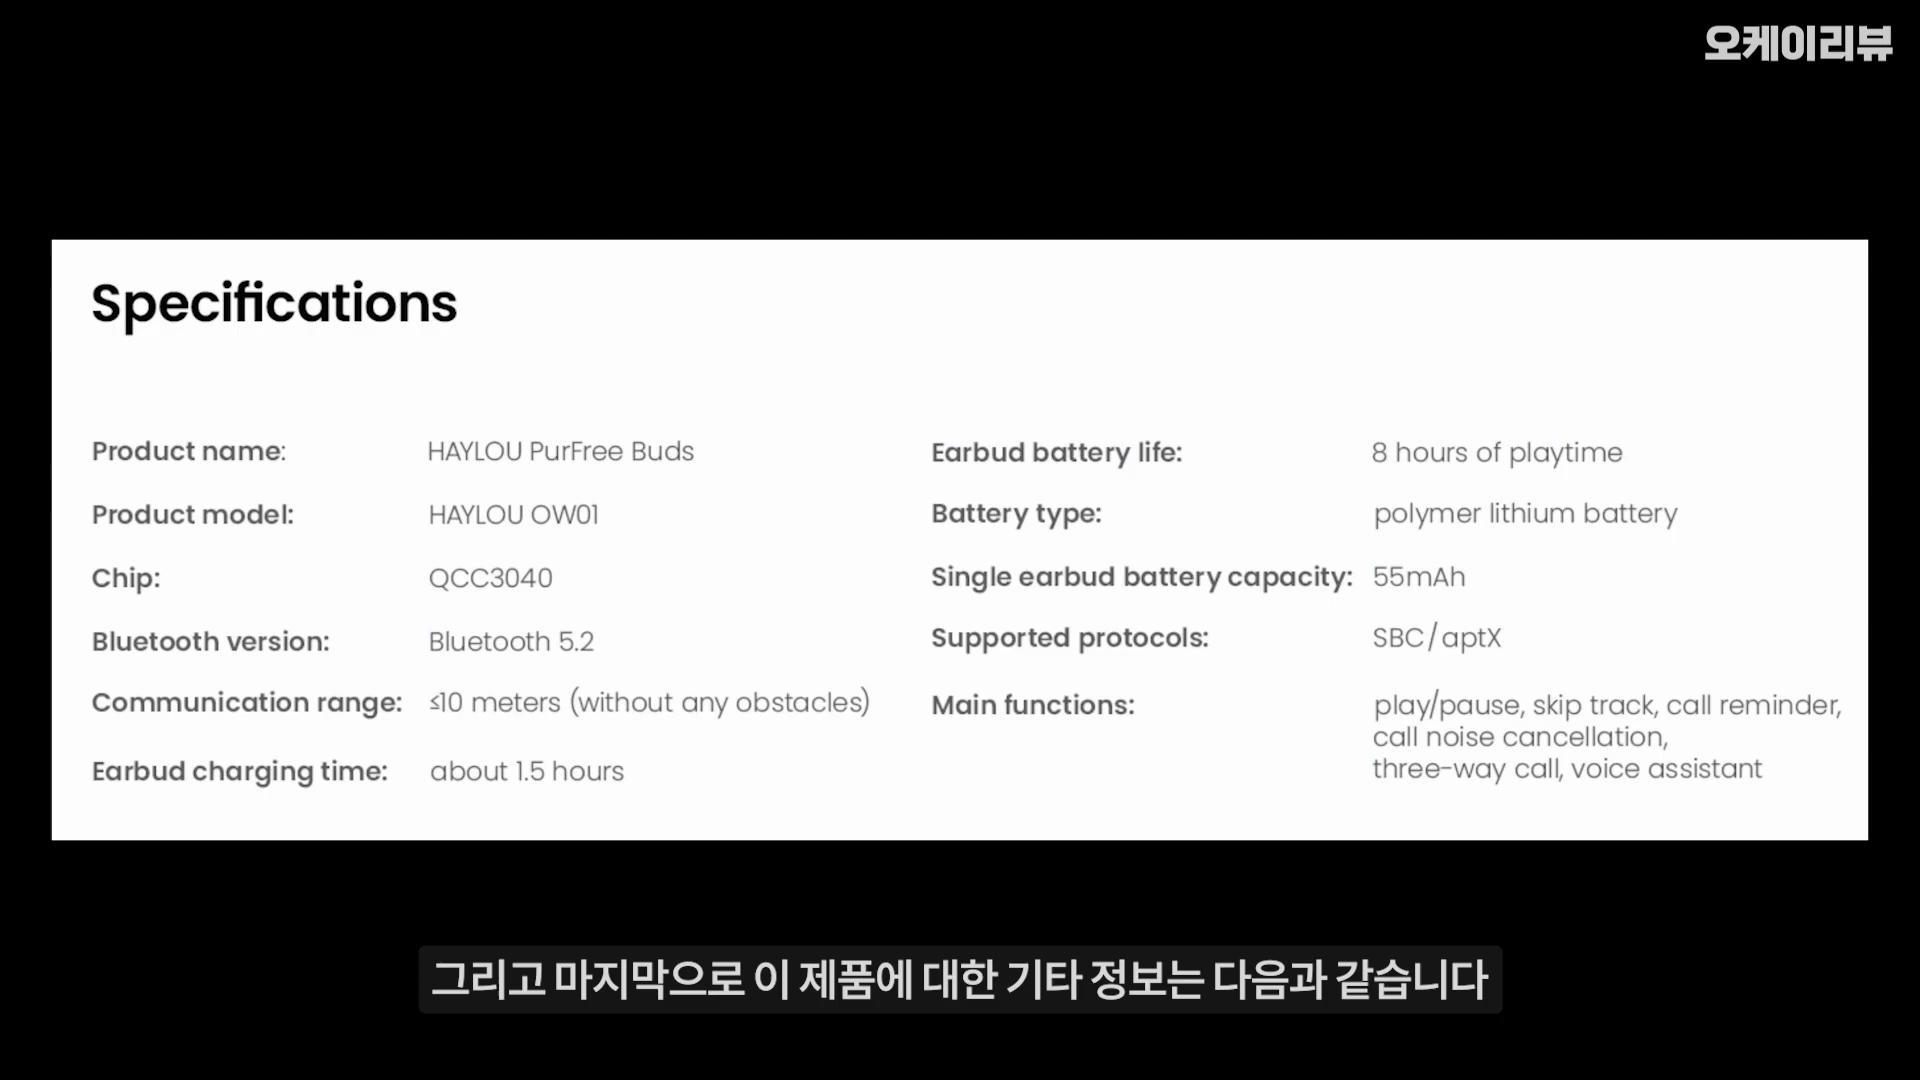 오케이리뷰
Specifications
Product name: HAYLOU PurFree Buds
Product model: HAYLOU OW01
Chip: QCC3040
Bluetooth version: Bluetooth 5.2
Communication range: ≤10 meters (without any obstacles)
Earbud charging time: about 1.5 hours
Earbud battery life: 8 hours of playtime
Battery type: polymer lithium battery
Single earbud battery capacity: 55mAh
Supported protocols: SBC/aptX
Main functions: play/pause, skip track, call reminder,
call noise cancellation,
three-way call, voice assistant
그리고 마지막으로 이 제품에 대한 기타 정보는 다음과 같습니다